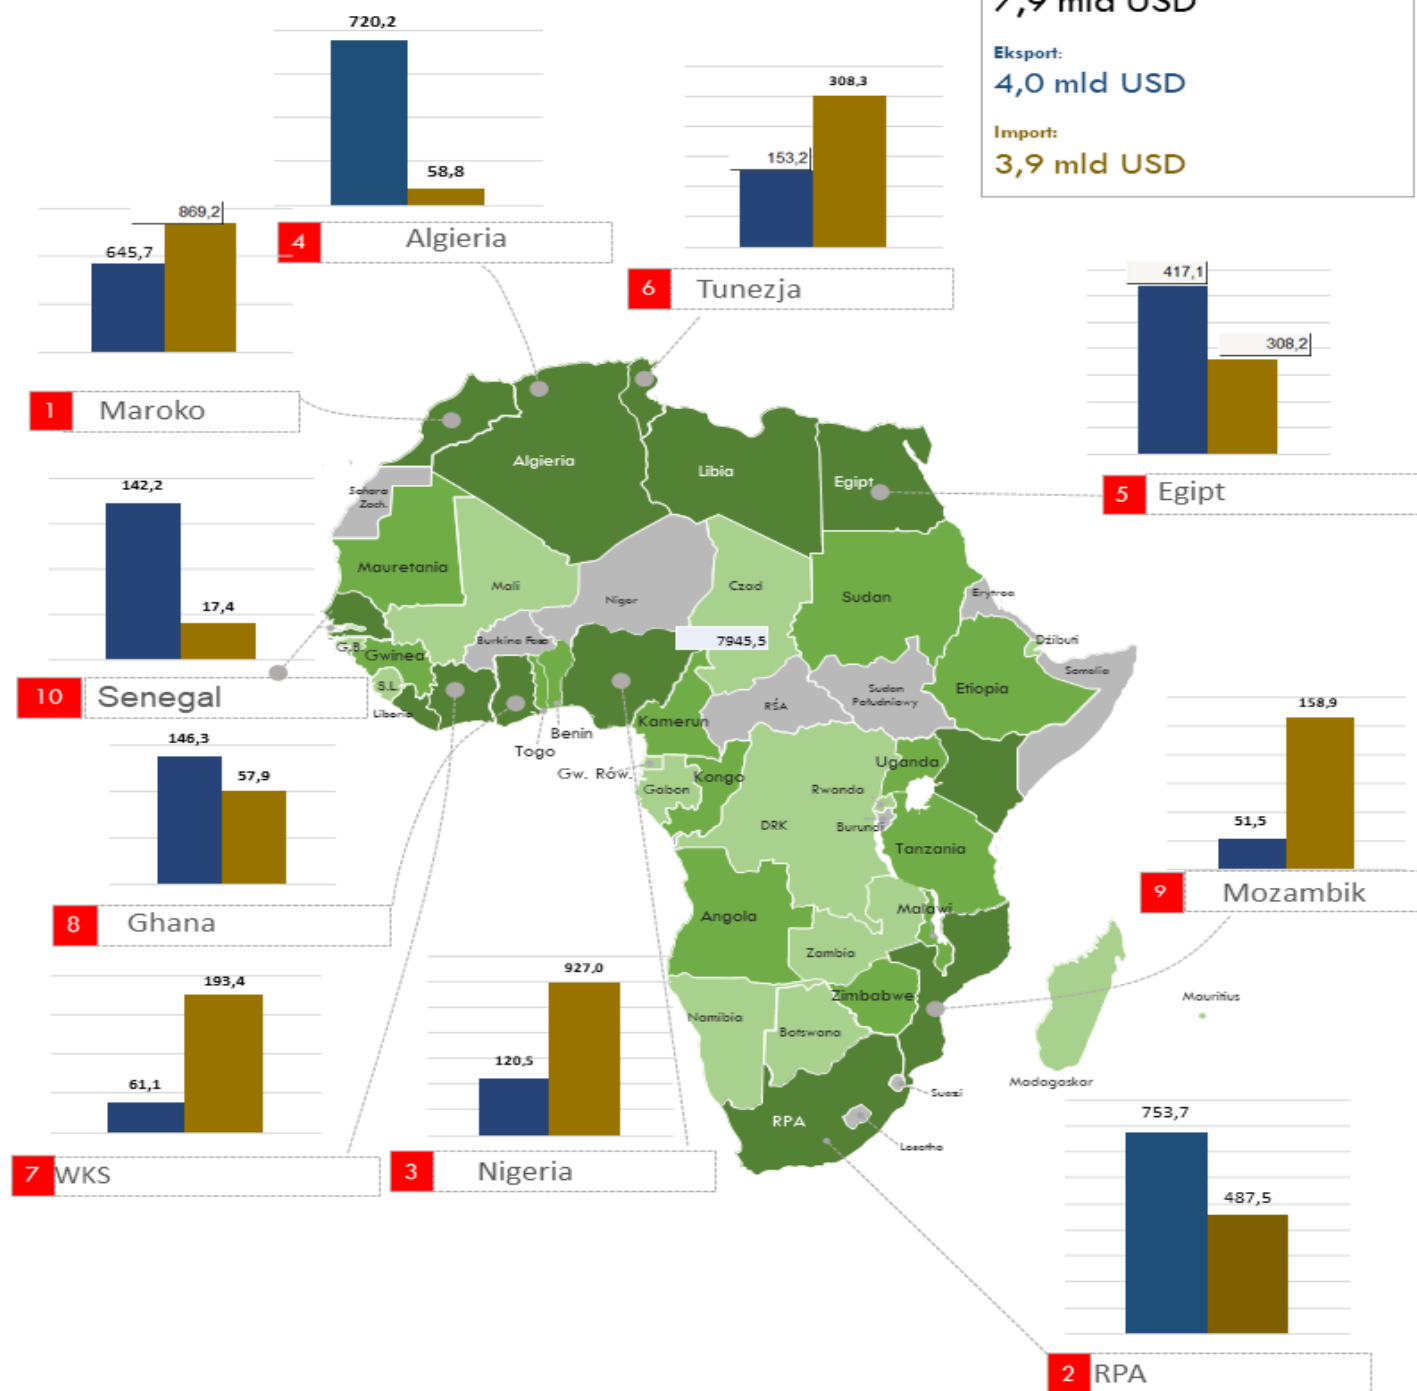 7,9 mld USD
Eksport:
4,0 mld USD
Import:
3,9 mld USD
720,2
58,8
4 Algieria
153,2
308,3
6 Tunezja
645,7
869,2
1 Maroko
417,1
308,2
5 Egipt
142,2
17,4
10 Senegal
146,3
57,9
8 Ghana
61,1
193,4
7 WKS
120,5
927,0
3 Nigeria
51,5
158,9
9 Mozambik
753,7
487,5
2 RPA
Algieria
Libia
Egipt
Sahara
Zach.
Mauretania
Mali
Niger
Czad
Sudan
Erytrea
Dżibuti
Somalia
Etiopia
Sudan
Południowy
RŚA
7945,5
Burkina Faso
G.B.
Gwinea
S.L.
Liberia
Togo
Benin
Gw. Rów.
Kamerun
Gabon
Kongo
DRK
Uganda
Rwanda
Burundi
Tanzania
Angola
Zambia
Malawi
Zimbabwe
Namibia
Botswana
RPA
Suazi
Lesotho
Madagaskar
Mauritius